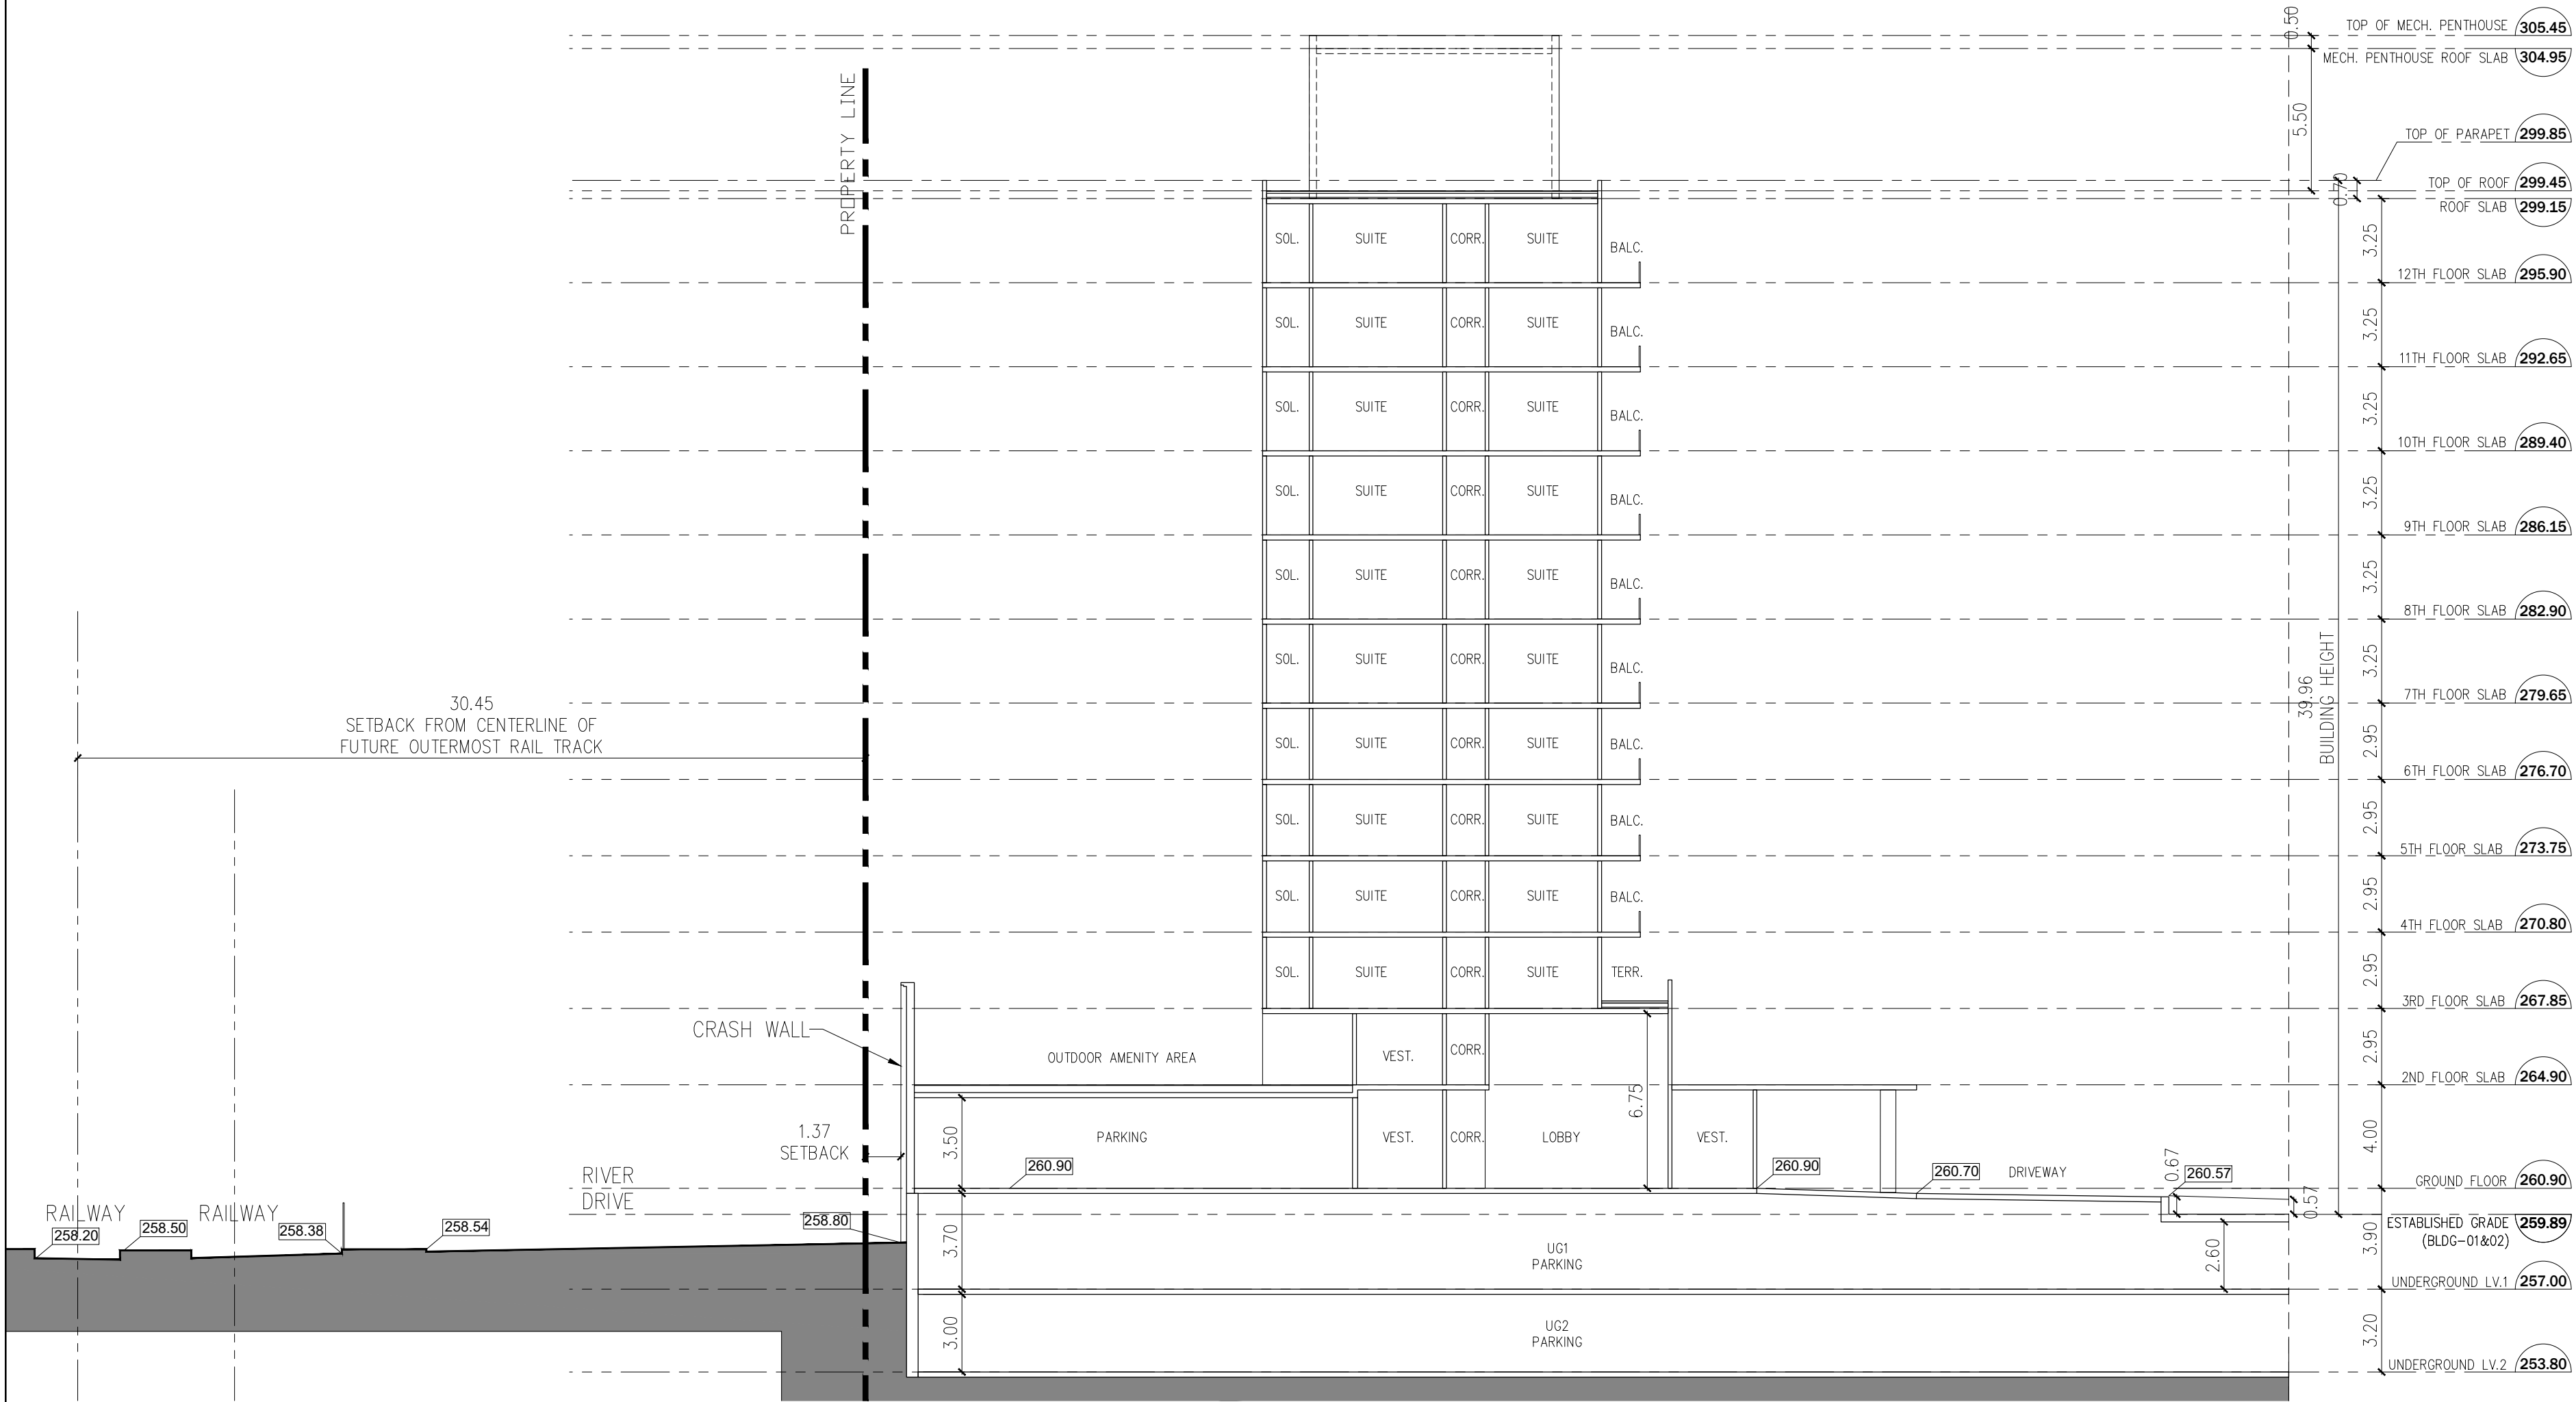 0.50
TOP OF MECH. PENTHOUSE 305.45
MECH. PENTHOUSE ROOF SLAB 304.95
5.50
TOP OF PARAPET 299.85
TOP OF ROOF 299.45
0.70
ROOF SLAB 299.15
PROPERTY LINE
SOL. SUITE CORR. SUITE BALC.
3.25
12TH FLOOR SLAB 295.90
SOL. SUITE CORR. SUITE BALC.
3.25
11TH FLOOR SLAB 292.65
SOL. SUITE CORR. SUITE BALC.
3.25
10TH FLOOR SLAB 289.40
SOL. SUITE CORR. SUITE BALC.
3.25
9TH FLOOR SLAB 286.15
SOL. SUITE CORR. SUITE BALC.
3.25
8TH FLOOR SLAB 282.90
SOL. SUITE CORR. SUITE BALC.
3.25
39.96
BUILDING HEIGHT
7TH FLOOR SLAB 279.65
30.45
SETBACK FROM CENTERLINE OF
FUTURE OUTERMOST RAIL TRACK
SOL. SUITE CORR. SUITE BALC.
2.95
6TH FLOOR SLAB 276.70
SOL. SUITE CORR. SUITE BALC.
2.95
5TH FLOOR SLAB 273.75
SOL. SUITE CORR. SUITE BALC.
2.95
4TH FLOOR SLAB 270.80
SOL. SUITE CORR. SUITE TERR.
2.95
3RD FLOOR SLAB 267.85
CRASH WALL
OUTDOOR AMENITY AREA
VEST. CORR.
2.95
2ND FLOOR SLAB 264.90
6.75
1.37
SETBACK
3.50
PARKING VEST. CORR. LOBBY VEST.
4.00
260.90
260.90
260.70
DRIVEWAY
0.67
260.57
0.57
GROUND FLOOR 260.90
RIVER
DRIVE
RAILWAY
RAILWAY
258.20
258.50
258.38
258.54
258.80
ESTABLISHED GRADE 259.89
(BLDG-01&02)
3.70
UG1
PARKING
2.60
3.90
UNDERGROUND LV.1 257.00
3.00
UG2
PARKING
3.20
UNDERGROUND LV.2 253.80